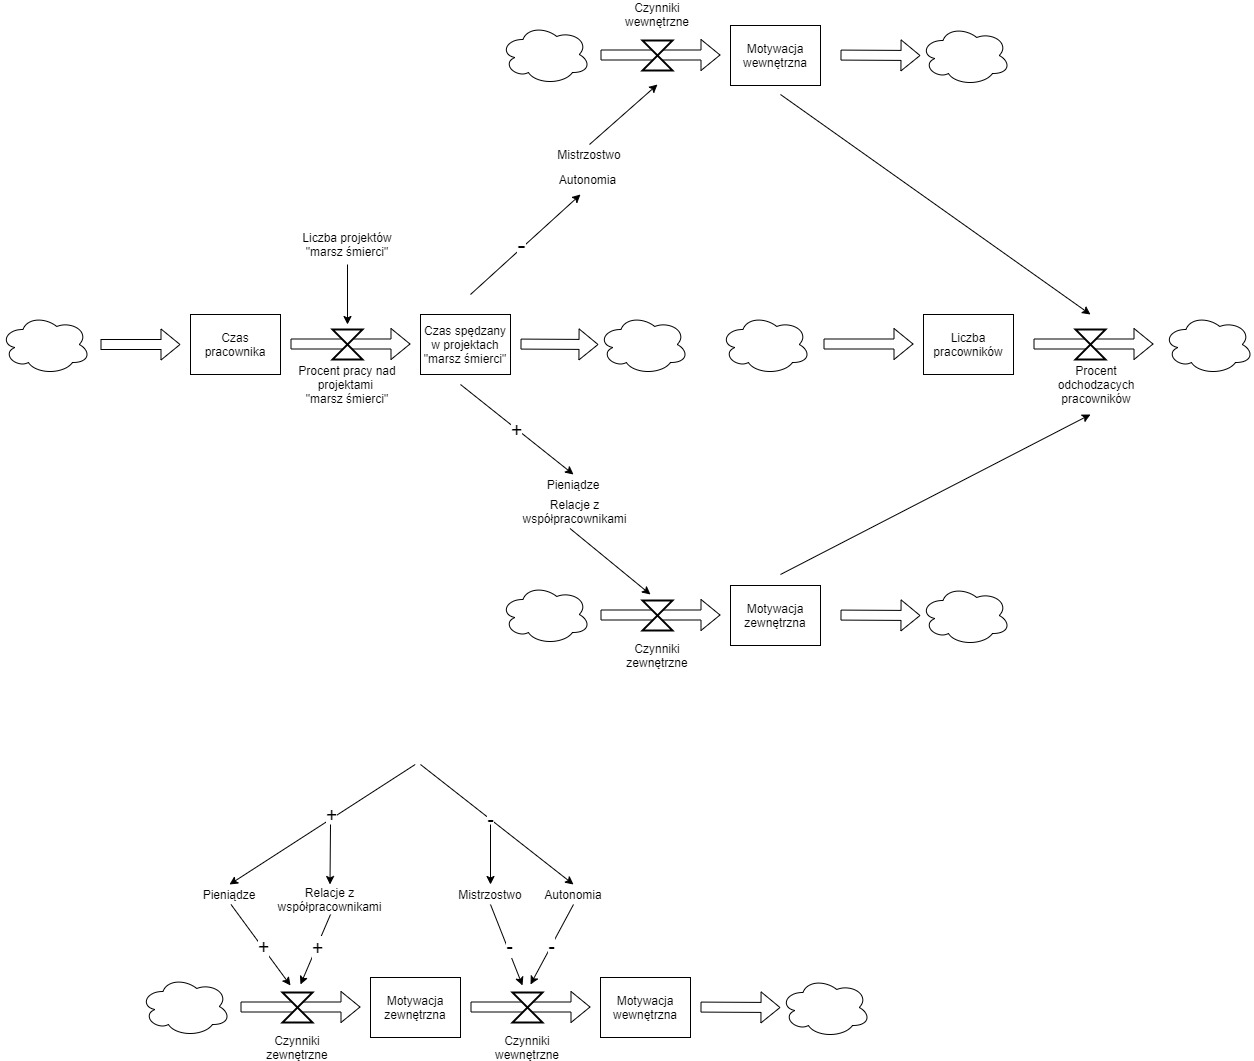 Czynniki
wewnętrzne
Motywacja
wewnętrzna
Mistrzostwo
Autonomia
-
Liczba projektów
"marsz śmierci"
Czas
pracownika
Procent pracy nad
projektami
"marsz śmierci"
Czas spędzany
w projektach
"marsz śmierci"
Liczba
pracowników
Procent
odchodzacych
pracowników
+
Pieniądze
Relacje z
współpracownikami
Czynniki
zewnętrzne
Motywacja
zewnętrzna
+
-
Pieniądze
Relacje z
współpracownikami
Mistrzostwo
Autonomia
+
+
-
-
Czynniki
zewnętrzne
Motywacja
zewnętrzna
Czynniki
wewnętrzne
Motywacja
wewnętrzna